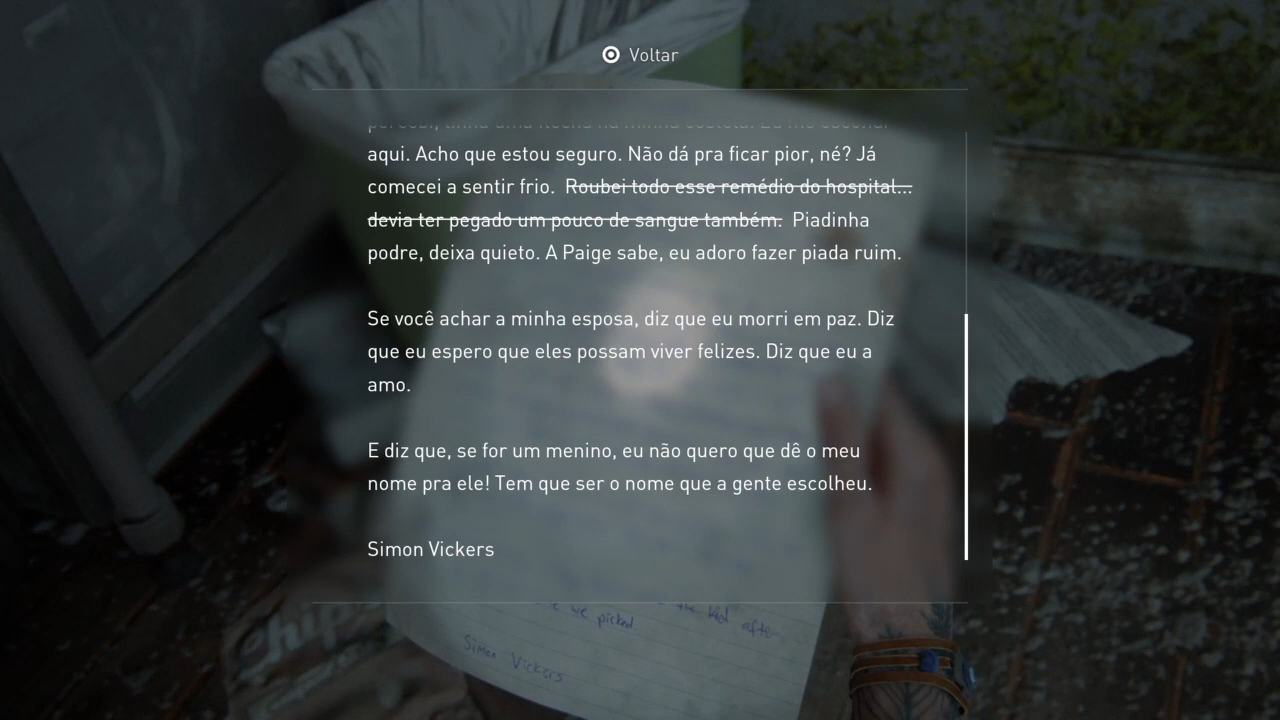 Voltar
aqui. Acho que estou seguro. Não dá pra ficar pior, né? Já
comecei a sentir frio. Roubei todo esse remédio do hospital...
devia ter pegado um pouco de sangue também. Piadinha
podre, deixa quieto. A Paige sabe, eu adoro fazer piada ruim.
Se você achar a minha esposa, diz que eu morri em paz. Diz
que eu espero que eles possam viver felizes. Diz que eu a
amo.
E diz que, se for um menino, eu não quero que dê o meu
nome pra ele! Tem que ser o nome que a gente escolheu.
Simon Vickers
the kid after
we picked
Simon Vickers
chips